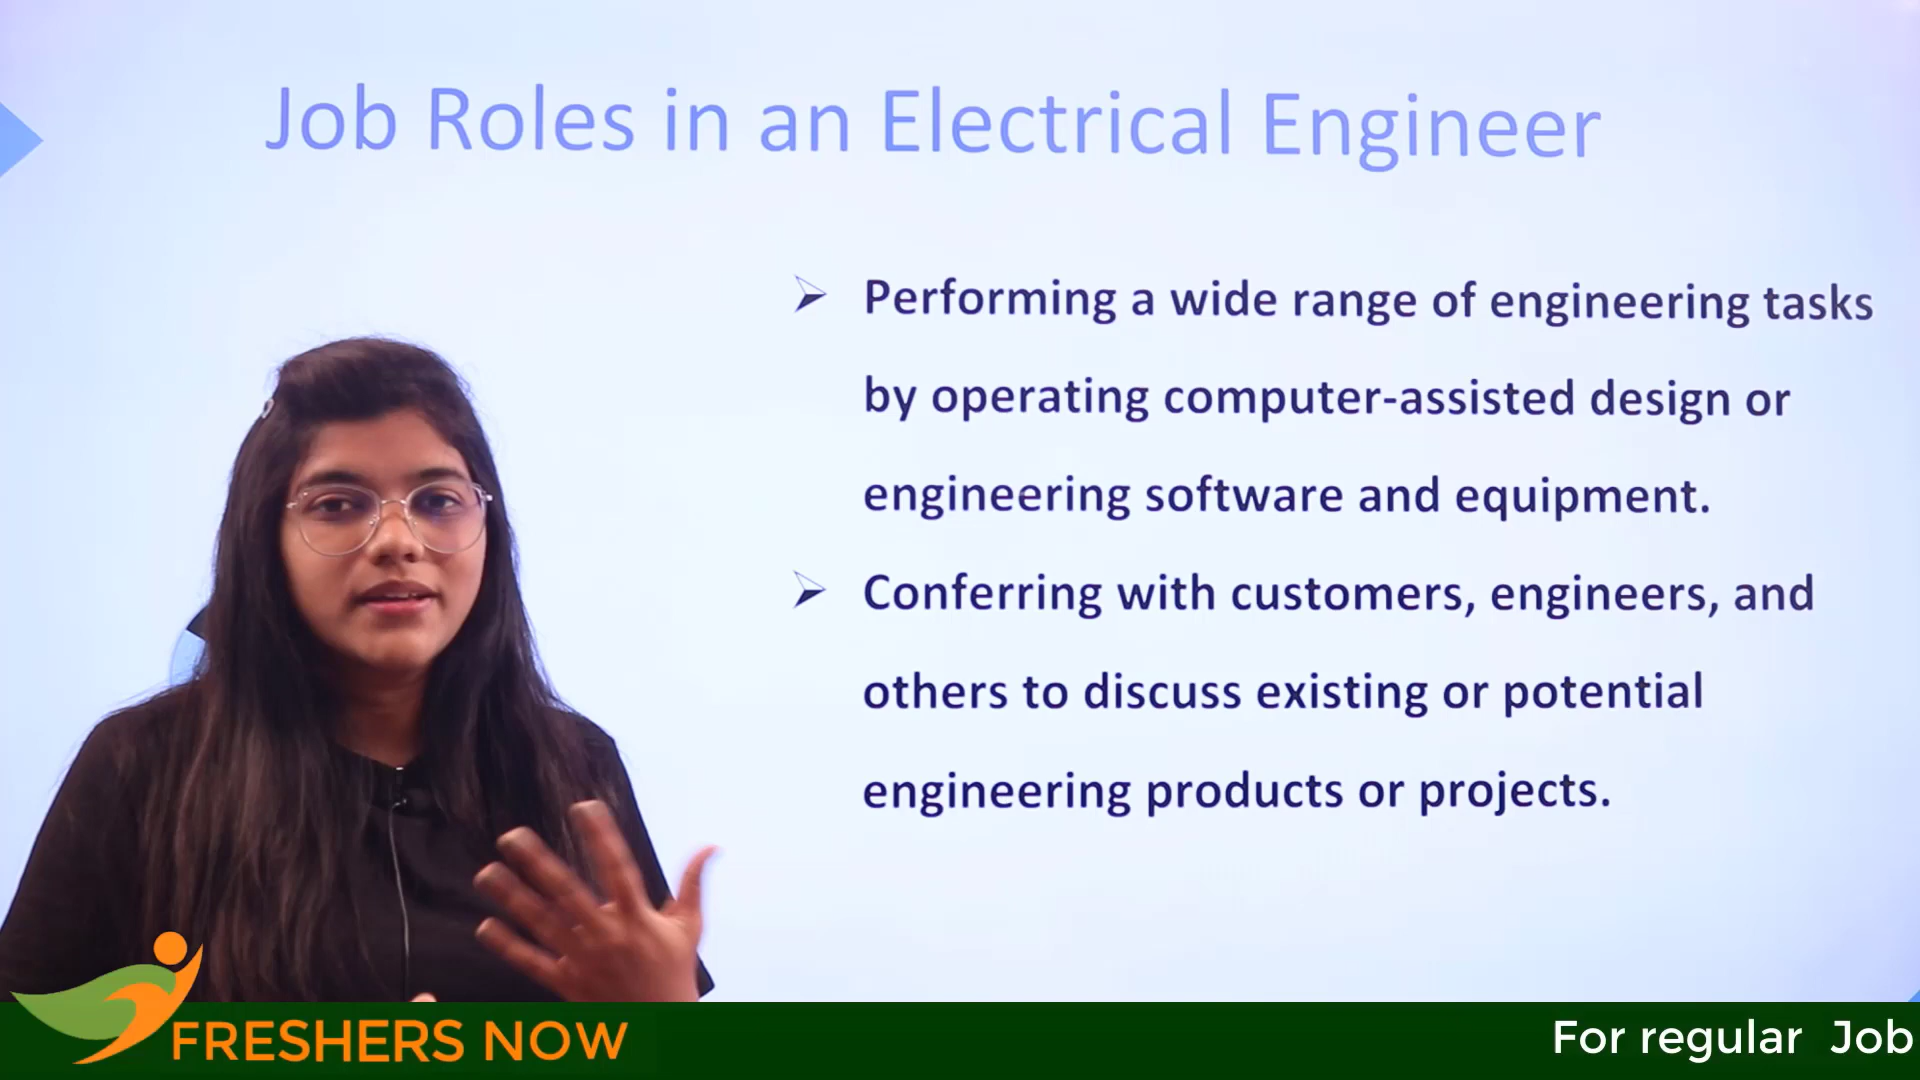 Job Roles in an Electrical Engineer
Performing a wide range of engineering tasks
by operating computer-assisted design or
engineering software and equipment.
Conferring with customers, engineers, and
others to discuss existing or potential
engineering products or projects.
FRESHERS NOW
For regular Job